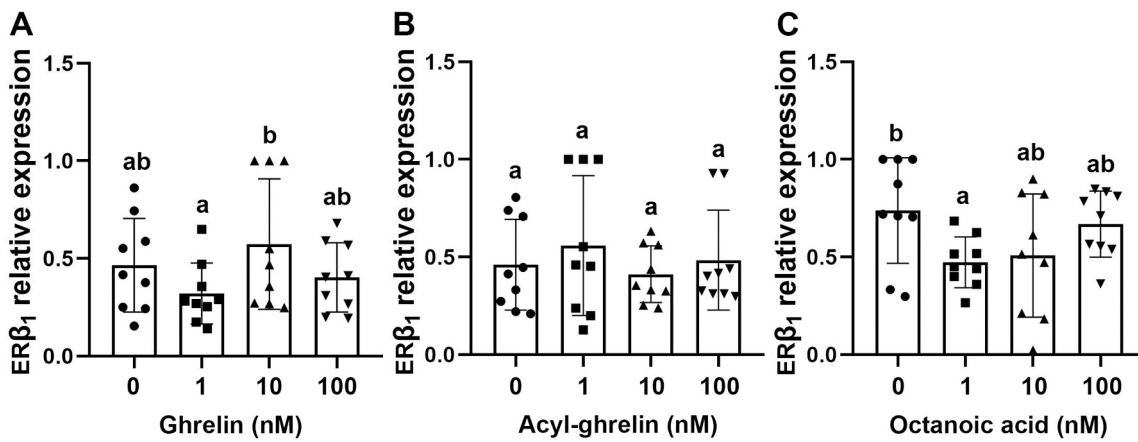 A
ERβ₁ relative expression
1.5
1.0
0.5
0.0
ab
a
b
ab
0 1 10 100
Ghrelin (nM)
B
ERβ₁ relative expression
1.5
1.0
0.5
0.0
a
a
a
a
0 1 10 100
Acyl-ghrelin (nM)
C
ERβ₁ relative expression
1.5
1.0
0.5
0.0
b
a
ab
ab
0 1 10 100
Octanoic acid (nM)